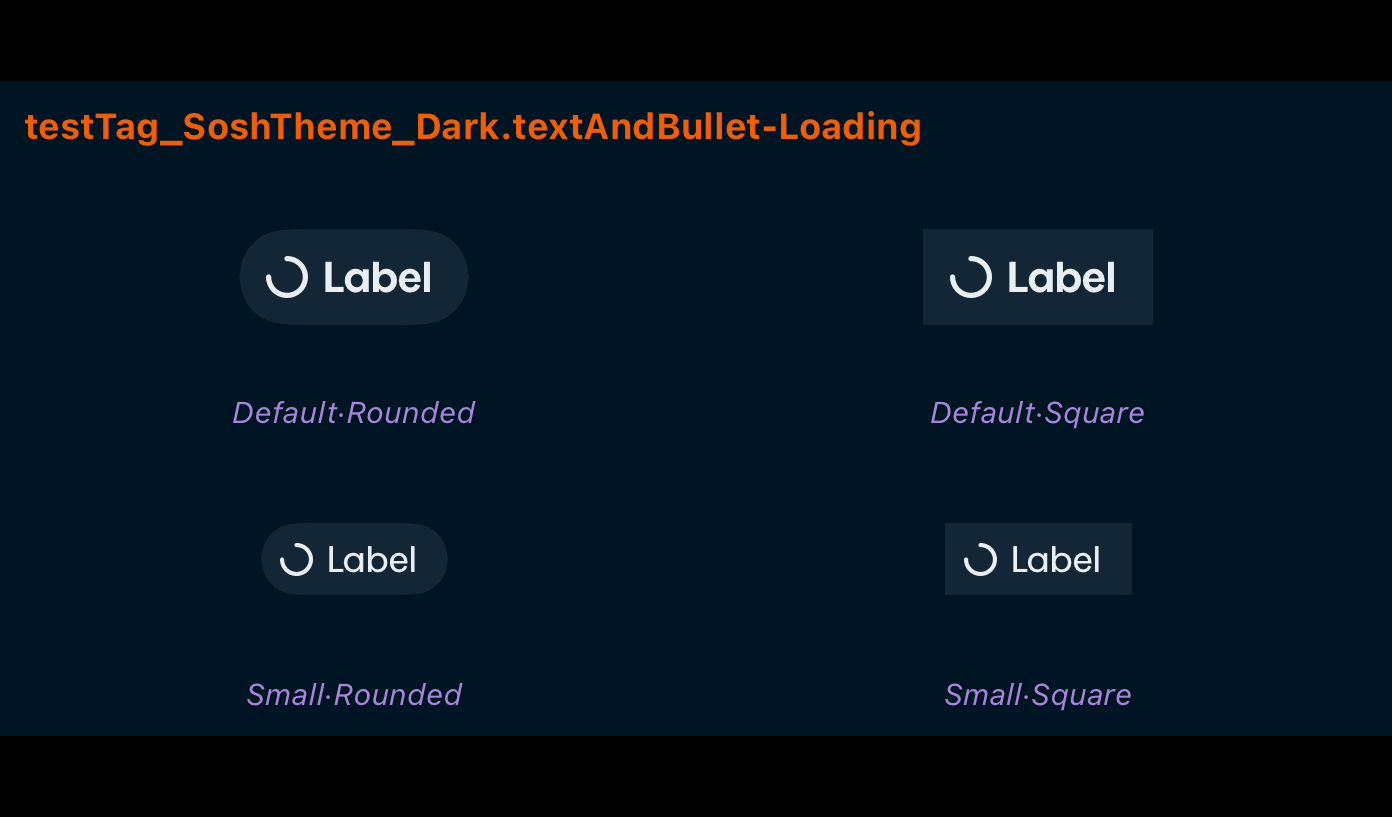 testTag_SoshTheme_Dark.textAndBullet-Loading
Label
Label
Default·Rounded
Default·Square
Label
Label
Small·Rounded
Small·Square